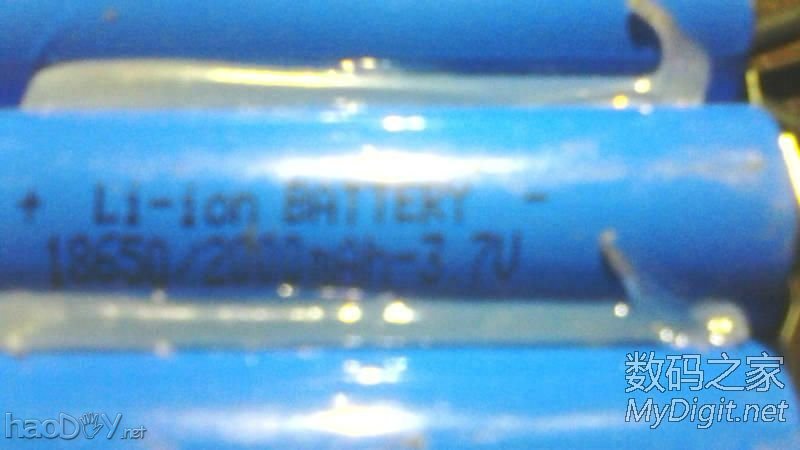 + Li-ion BATTERY -
18650/2000mAh-3.7V
数码之家
MyDigit.net
haoDIY.net